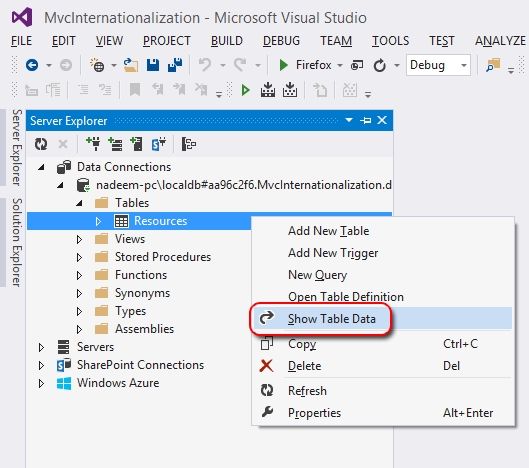 MvcInternationalization - Microsoft Visual Studio
FILE EDIT VIEW PROJECT BUILD DEBUG TEAM TOOLS TEST ANALYZE
Firefox Debug
Server Explorer
Solution Explorer
Server Explorer
Data Connections
nadeem-pc\localdb#aa96c2f6.MvcInternationalization.d
Tables
Resources
Views
Stored Procedures
Functions
Synonyms
Types
Assemblies
Servers
SharePoint Connections
Windows Azure
Add New Table
Add New Trigger
New Query
Open Table Definition
Show Table Data
Copy Ctrl+C
Delete Del
Refresh
Properties Alt+Enter